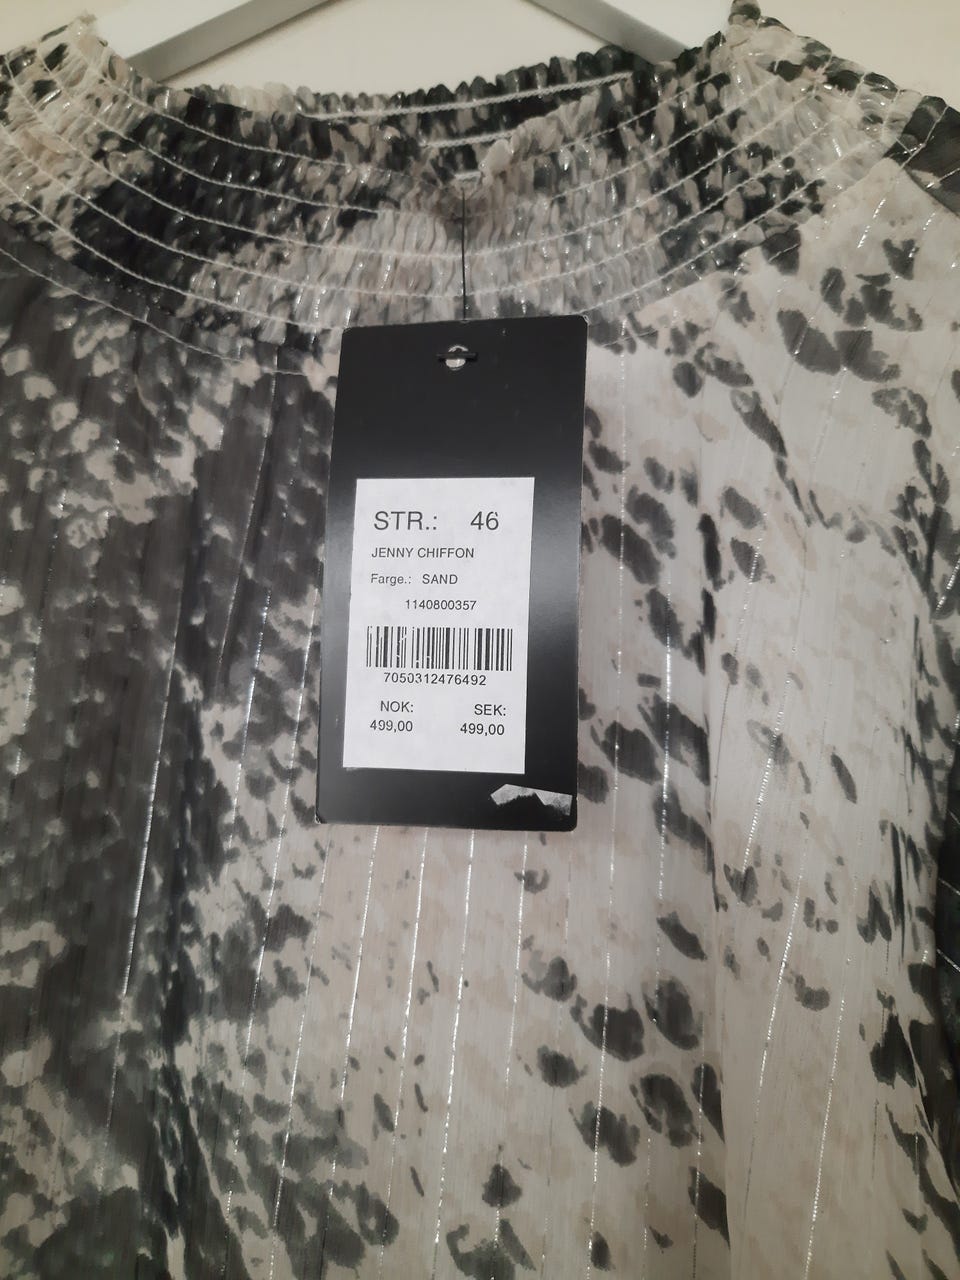 STR.: 46
JENNY CHIFFON
Farge.: SAND
1140800357
7050312476492
NOK: SEK:
499,00 499,00